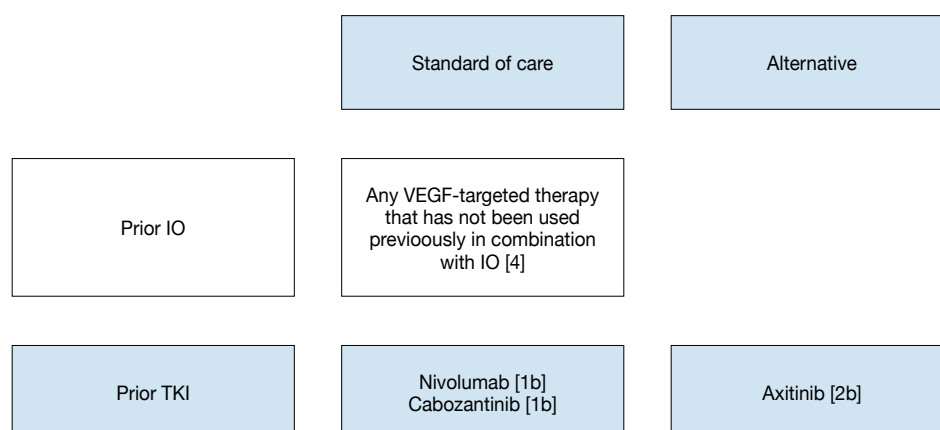 Standard of care
Alternative
Prior IO
Any VEGF-targeted therapy
that has not been used
previoously in combination
with IO [4]
Prior TKI
Nivolumab [1b]
Cabozantinib [1b]
Axitinib [2b]